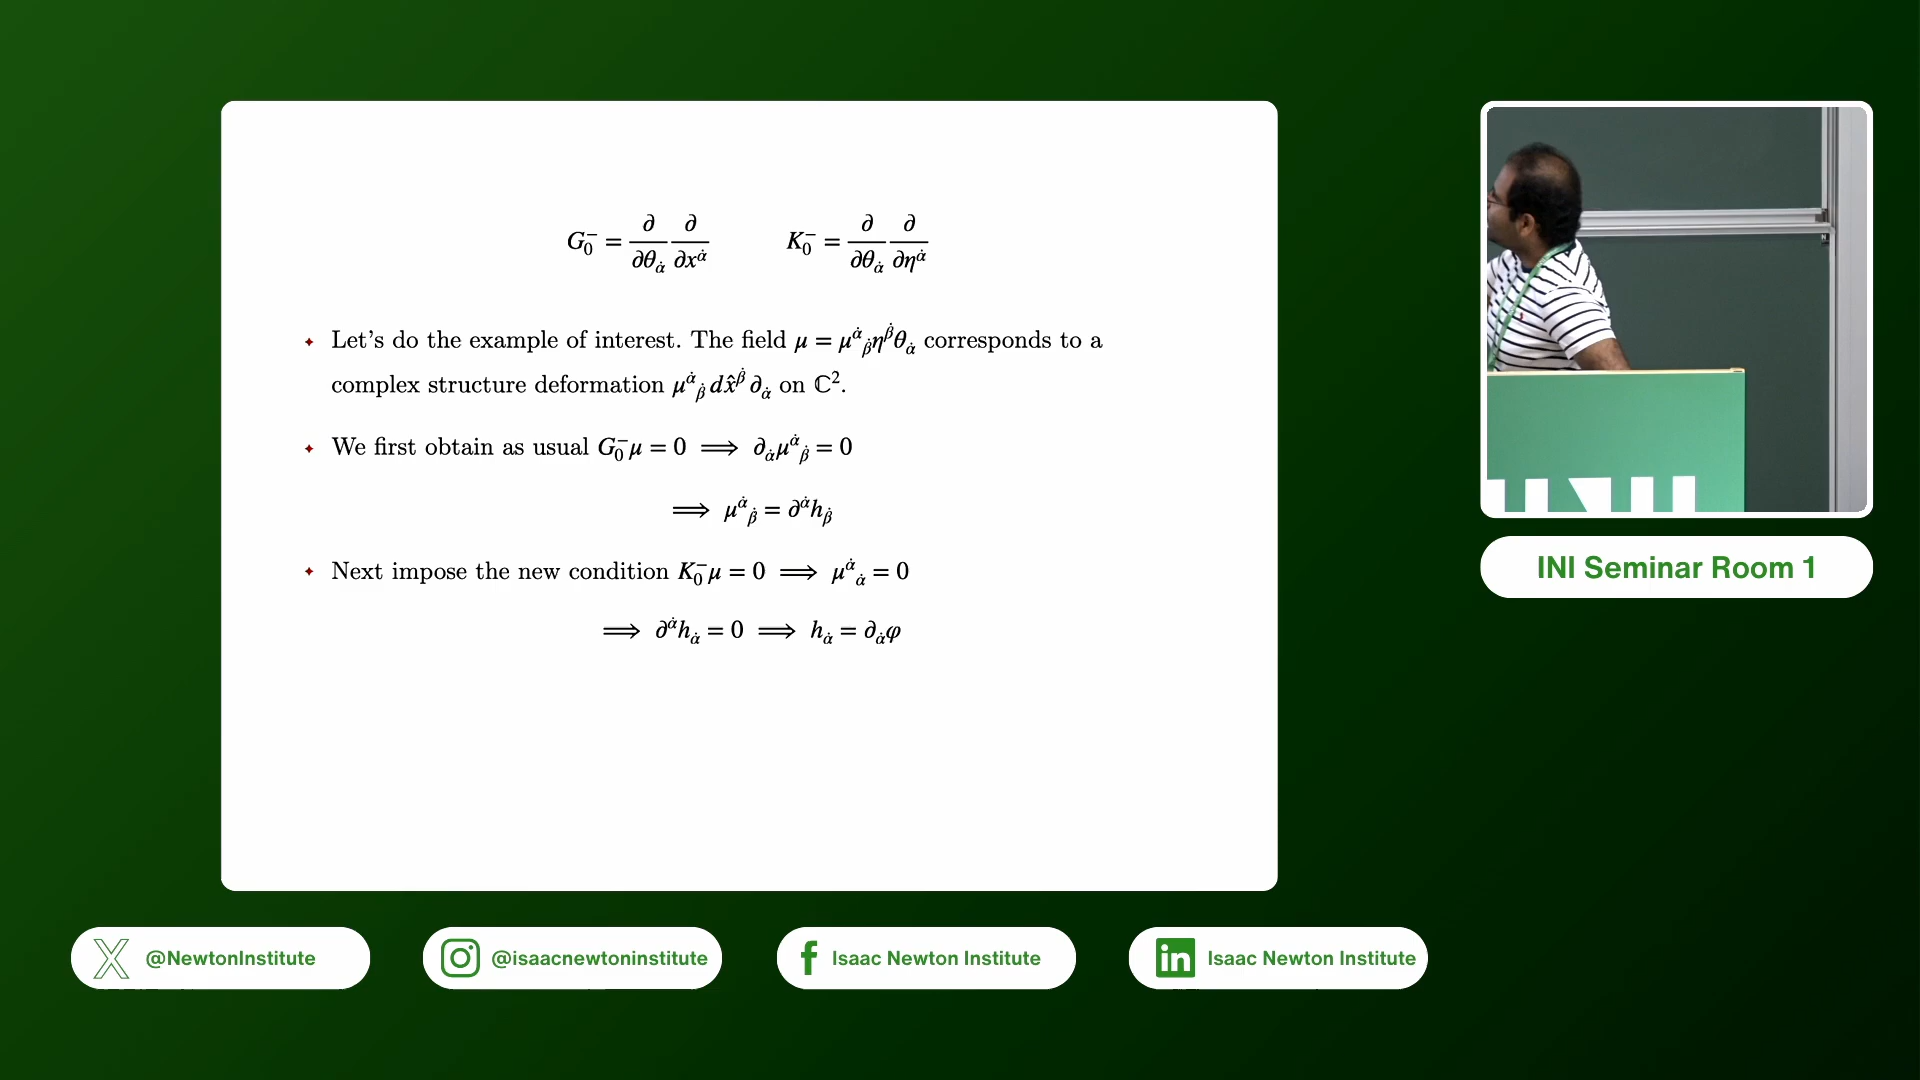 G₀⁻ = ∂/∂θ_α̇ ∂/∂x^α̇    K₀⁻ = ∂/∂θ_α̇ ∂/∂η^α̇
Let's do the example of interest. The field μ = μ^α̇_β̇ η^β̇ θ_α̇ corresponds to a
complex structure deformation μ^α̇_β̇ dx̂^β̇ ∂_α̇ on ℂ².
We first obtain as usual G₀⁻μ = 0 ⟹ ∂_α̇ μ^α̇_β̇ = 0
⟹ μ^α̇_β̇ = ∂^α̇ h_β̇
Next impose the new condition K₀⁻μ = 0 ⟹ μ^α̇_α̇ = 0
⟹ ∂^α̇ h_α̇ = 0 ⟹ h_α̇ = ∂_α̇ φ
INI Seminar Room 1
@NewtonInstitute
@isaacnewtoninstitute
Isaac Newton Institute
Isaac Newton Institute